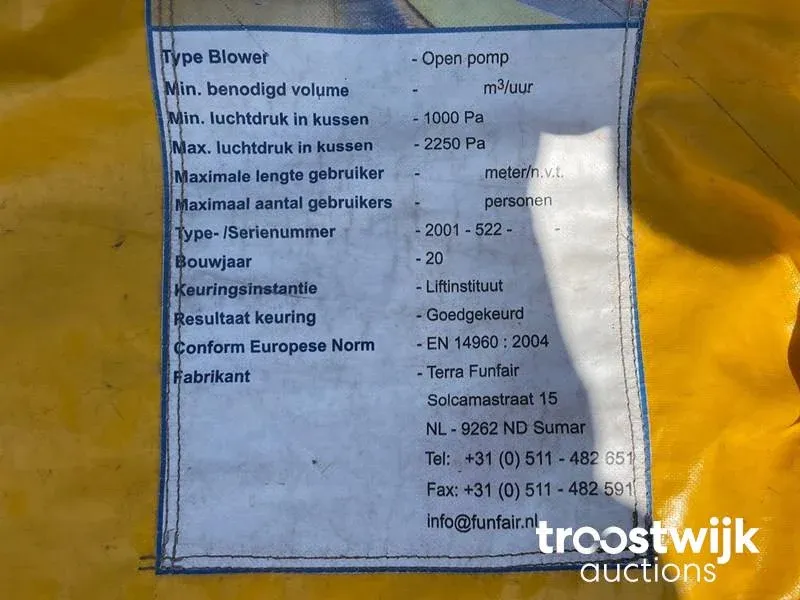 Type Blower - Open pomp
Min. benodigd volume - m³/uur
Min. luchtdruk in kussen - 1000 Pa
Max. luchtdruk in kussen - 2250 Pa
Maximale lengte gebruiker - meter/n.v.t.
Maximaal aantal gebruikers - personen
Type- /Serienummer - 2001 - 522 - -
Bouwjaar - 20
Keuringsinstantie - Liftinstituut
Resultaat keuring - Goedgekeurd
Conform Europese Norm - EN 14960 : 2004
Fabrikant - Terra Funfair
Solcamastraat 15
NL - 9262 ND Sumar
Tel: +31 (0) 511 - 482 651
Fax: +31 (0) 511 - 482 591
info@funfair.nl
troostwijk
auctions